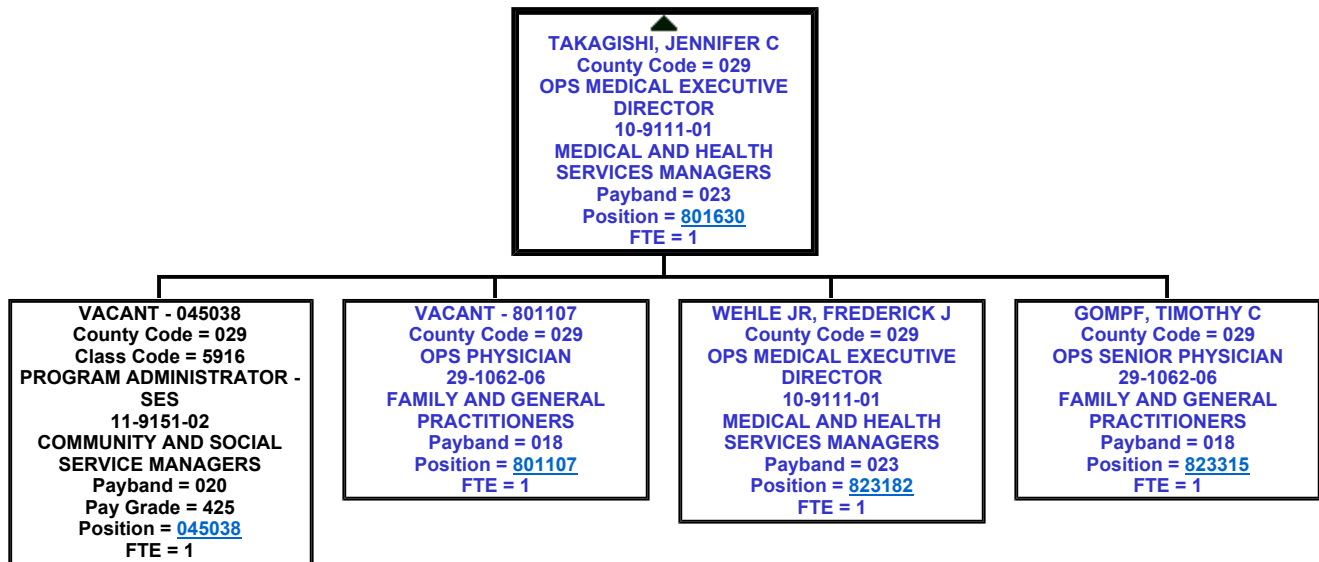 TAKAGISHI, JENNIFER C
County Code = 029
OPS MEDICAL EXECUTIVE
DIRECTOR
10-9111-01
MEDICAL AND HEALTH
SERVICES MANAGERS
Payband = 023
Position = 801630
FTE = 1
VACANT - 045038
County Code = 029
Class Code = 5916
PROGRAM ADMINISTRATOR -
SES
11-9151-02
COMMUNITY AND SOCIAL
SERVICE MANAGERS
Payband = 020
Pay Grade = 425
Position = 045038
FTE = 1
VACANT - 801107
County Code = 029
OPS PHYSICIAN
29-1062-06
FAMILY AND GENERAL
PRACTITIONERS
Payband = 018
Position = 801107
FTE = 1
WEHLE JR, FREDERICK J
County Code = 029
OPS MEDICAL EXECUTIVE
DIRECTOR
10-9111-01
MEDICAL AND HEALTH
SERVICES MANAGERS
Payband = 023
Position = 823182
FTE = 1
GOMPF, TIMOTHY C
County Code = 029
OPS SENIOR PHYSICIAN
29-1062-06
FAMILY AND GENERAL
PRACTITIONERS
Payband = 018
Position = 823315
FTE = 1